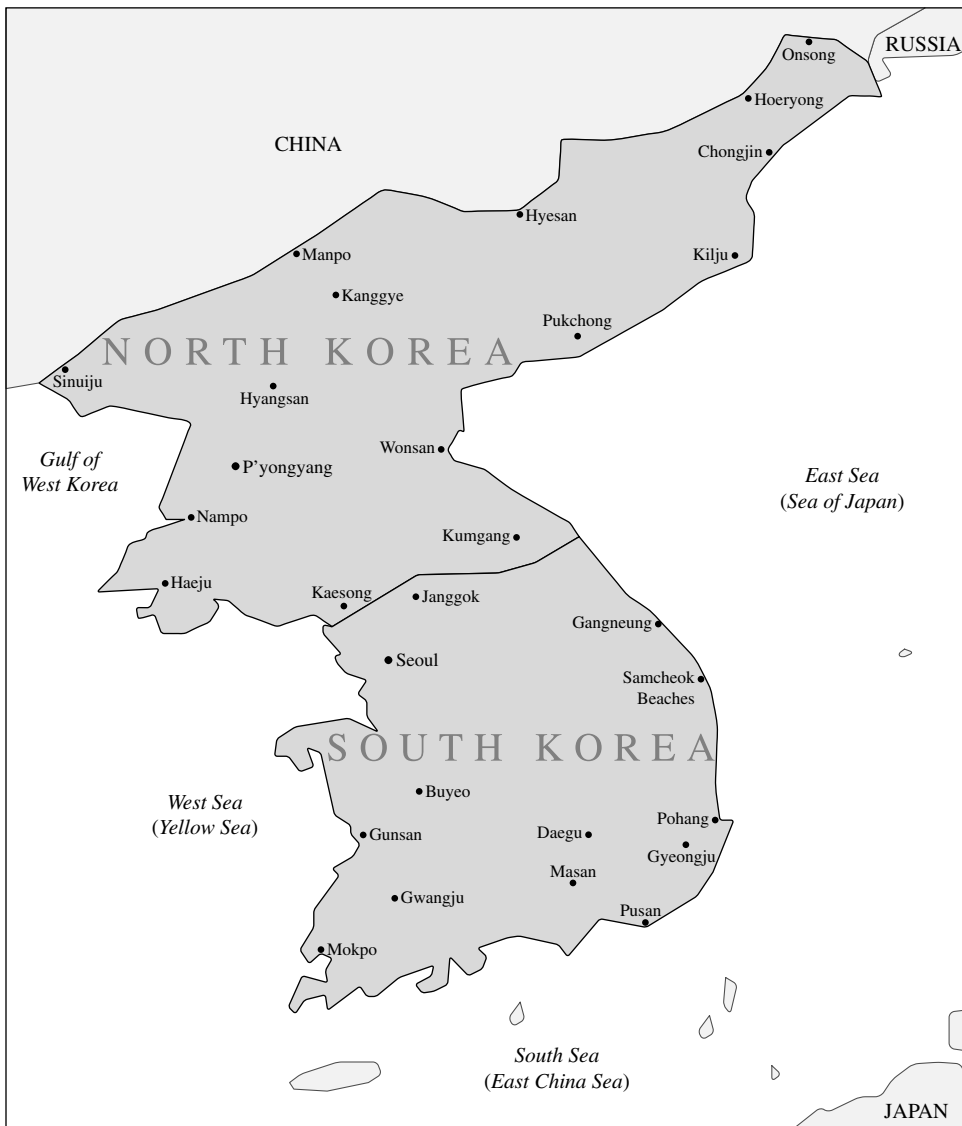 RUSSIA
Onsong
Hoeryong
CHINA
Chongjin
Hyesan
Manpo
Kilju
Kanggye
Pukchong
NORTH KOREA
Sinuiju
Hyangsan
Wonsan
Gulf of
West Korea
P'yongyang
East Sea
(Sea of Japan)
Nampo
Kumgang
Haeju
Kaesong
Janggok
Gangneung
Seoul
Samcheok
Beaches
SOUTH KOREA
Buyeo
West Sea
(Yellow Sea)
Pohang
Gunsan
Daegu
Gyeongju
Masan
Gwangju
Pusan
Mokpo
South Sea
(East China Sea)
JAPAN